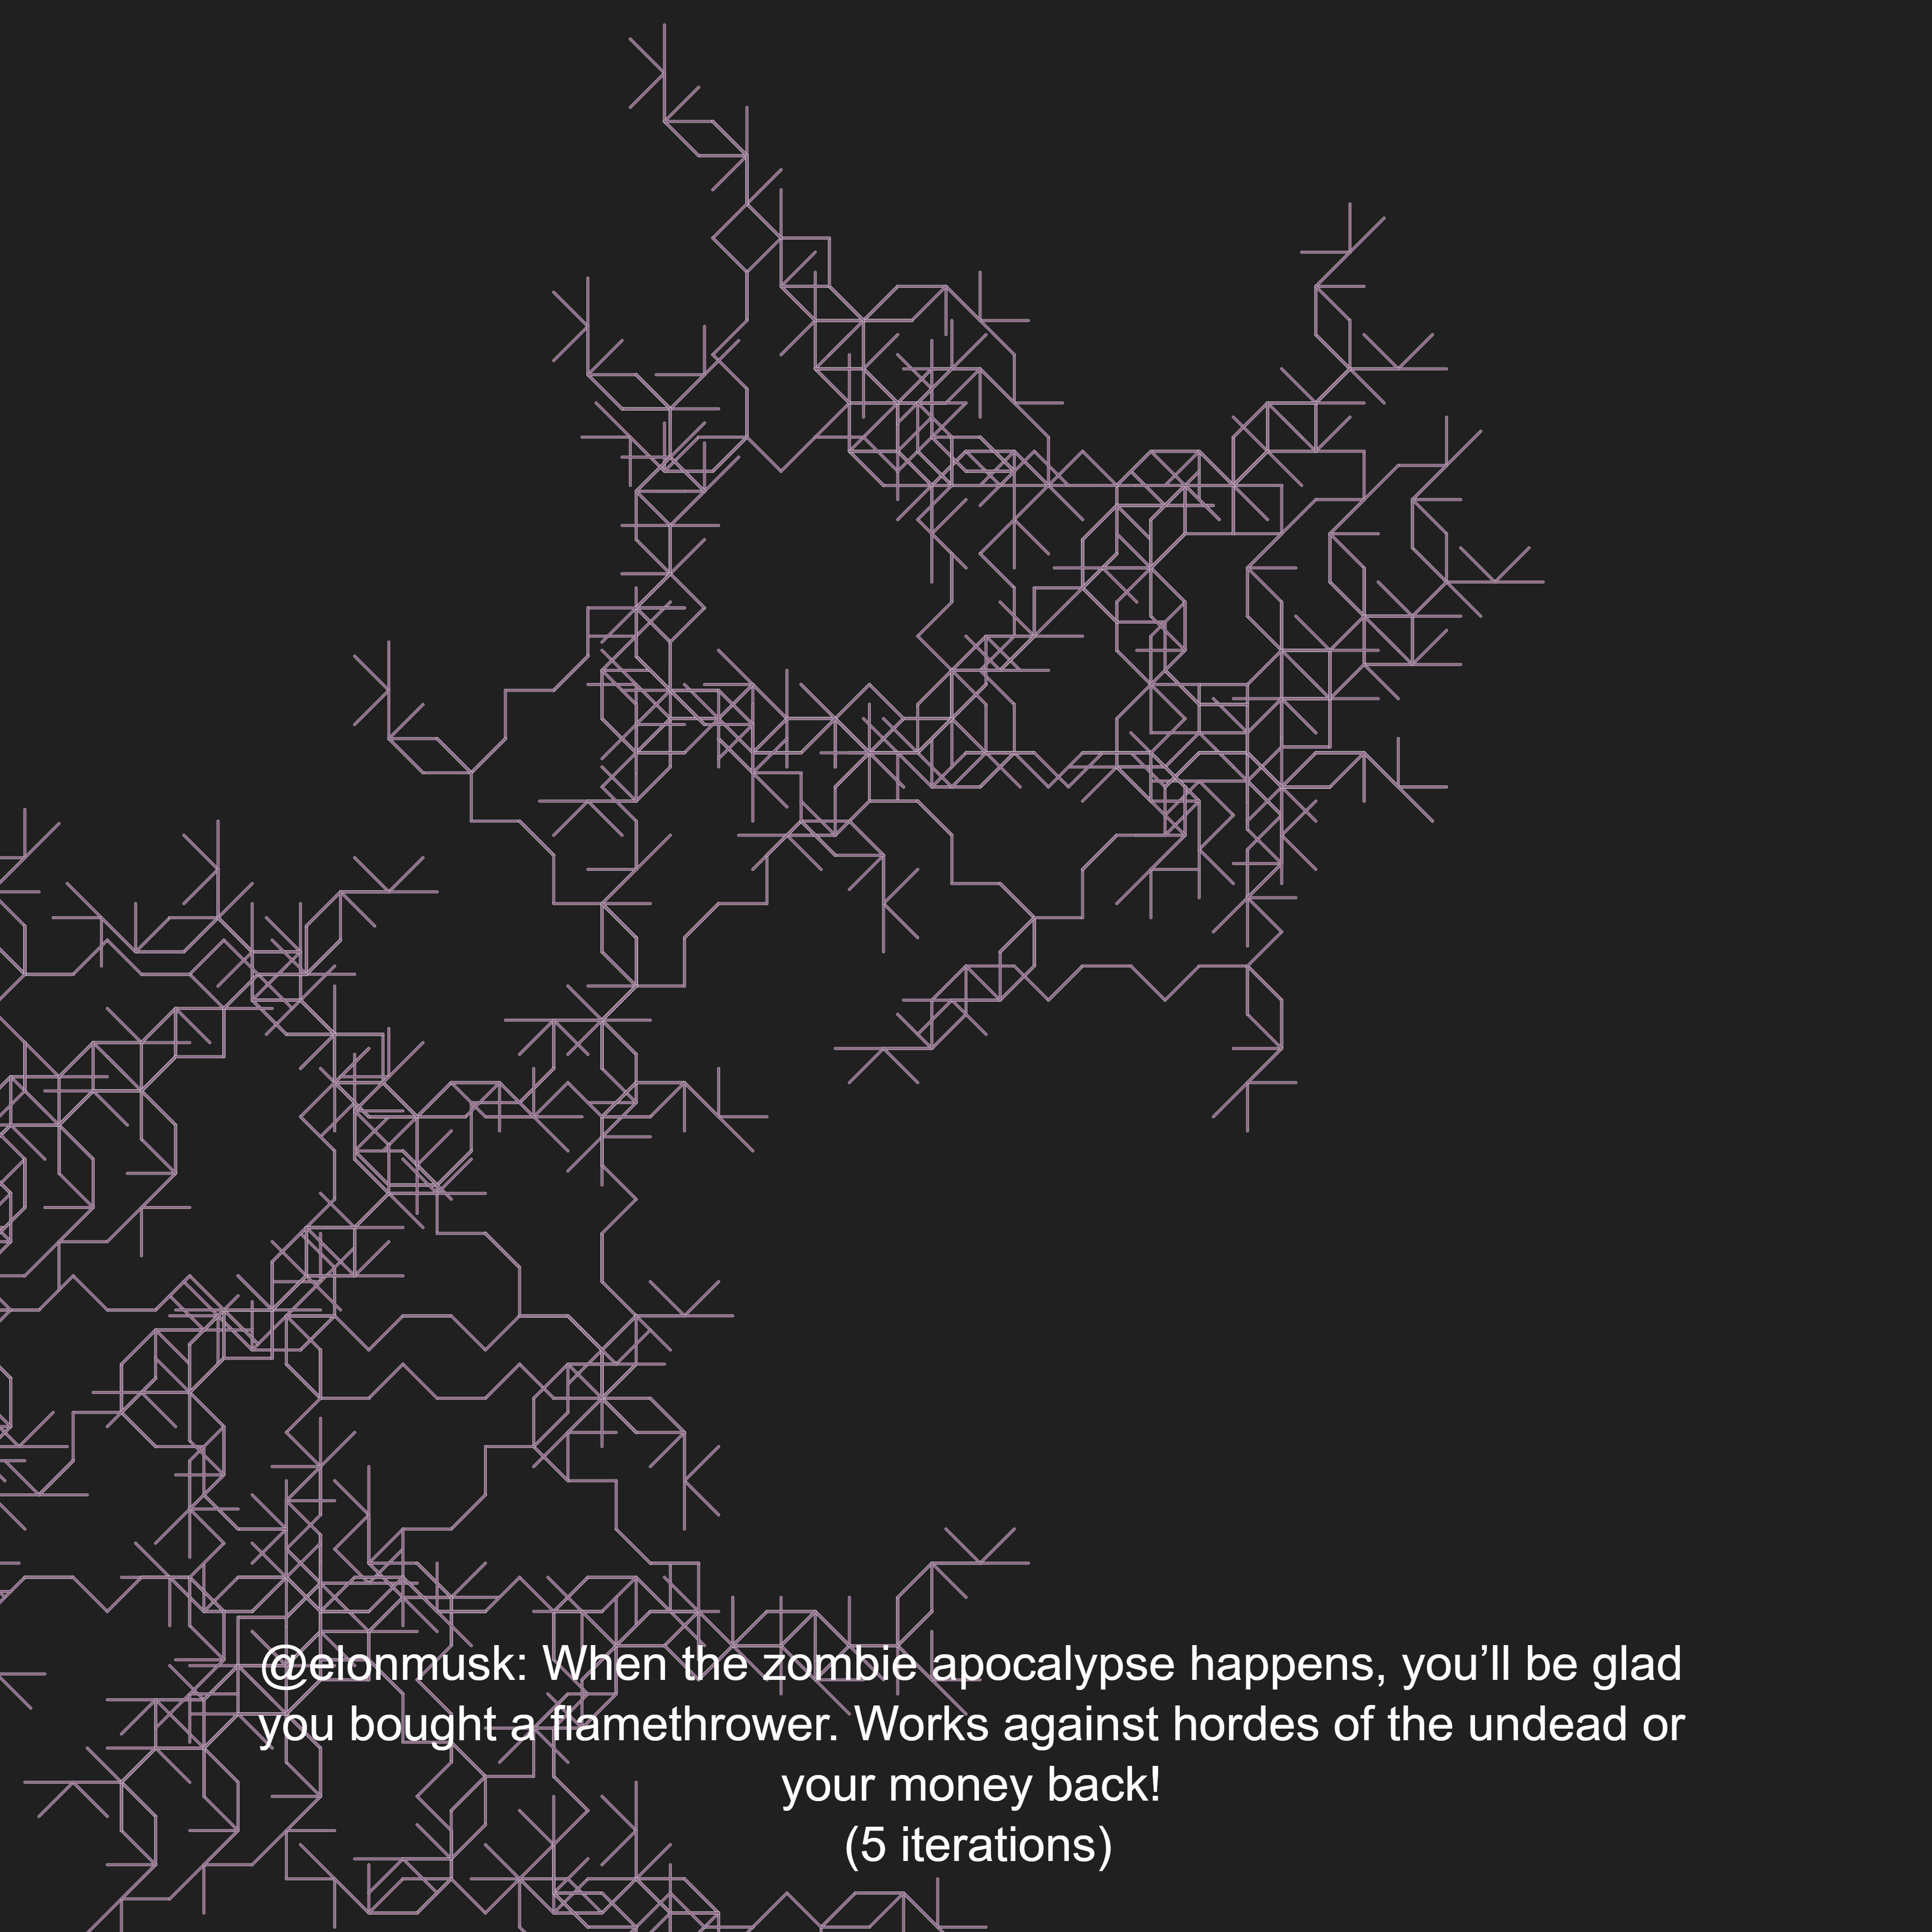 @elonmusk: When the zombie apocalypse happens, you’ll be glad
you bought a flamethrower. Works against hordes of the undead or
your money back!
(5 iterations)